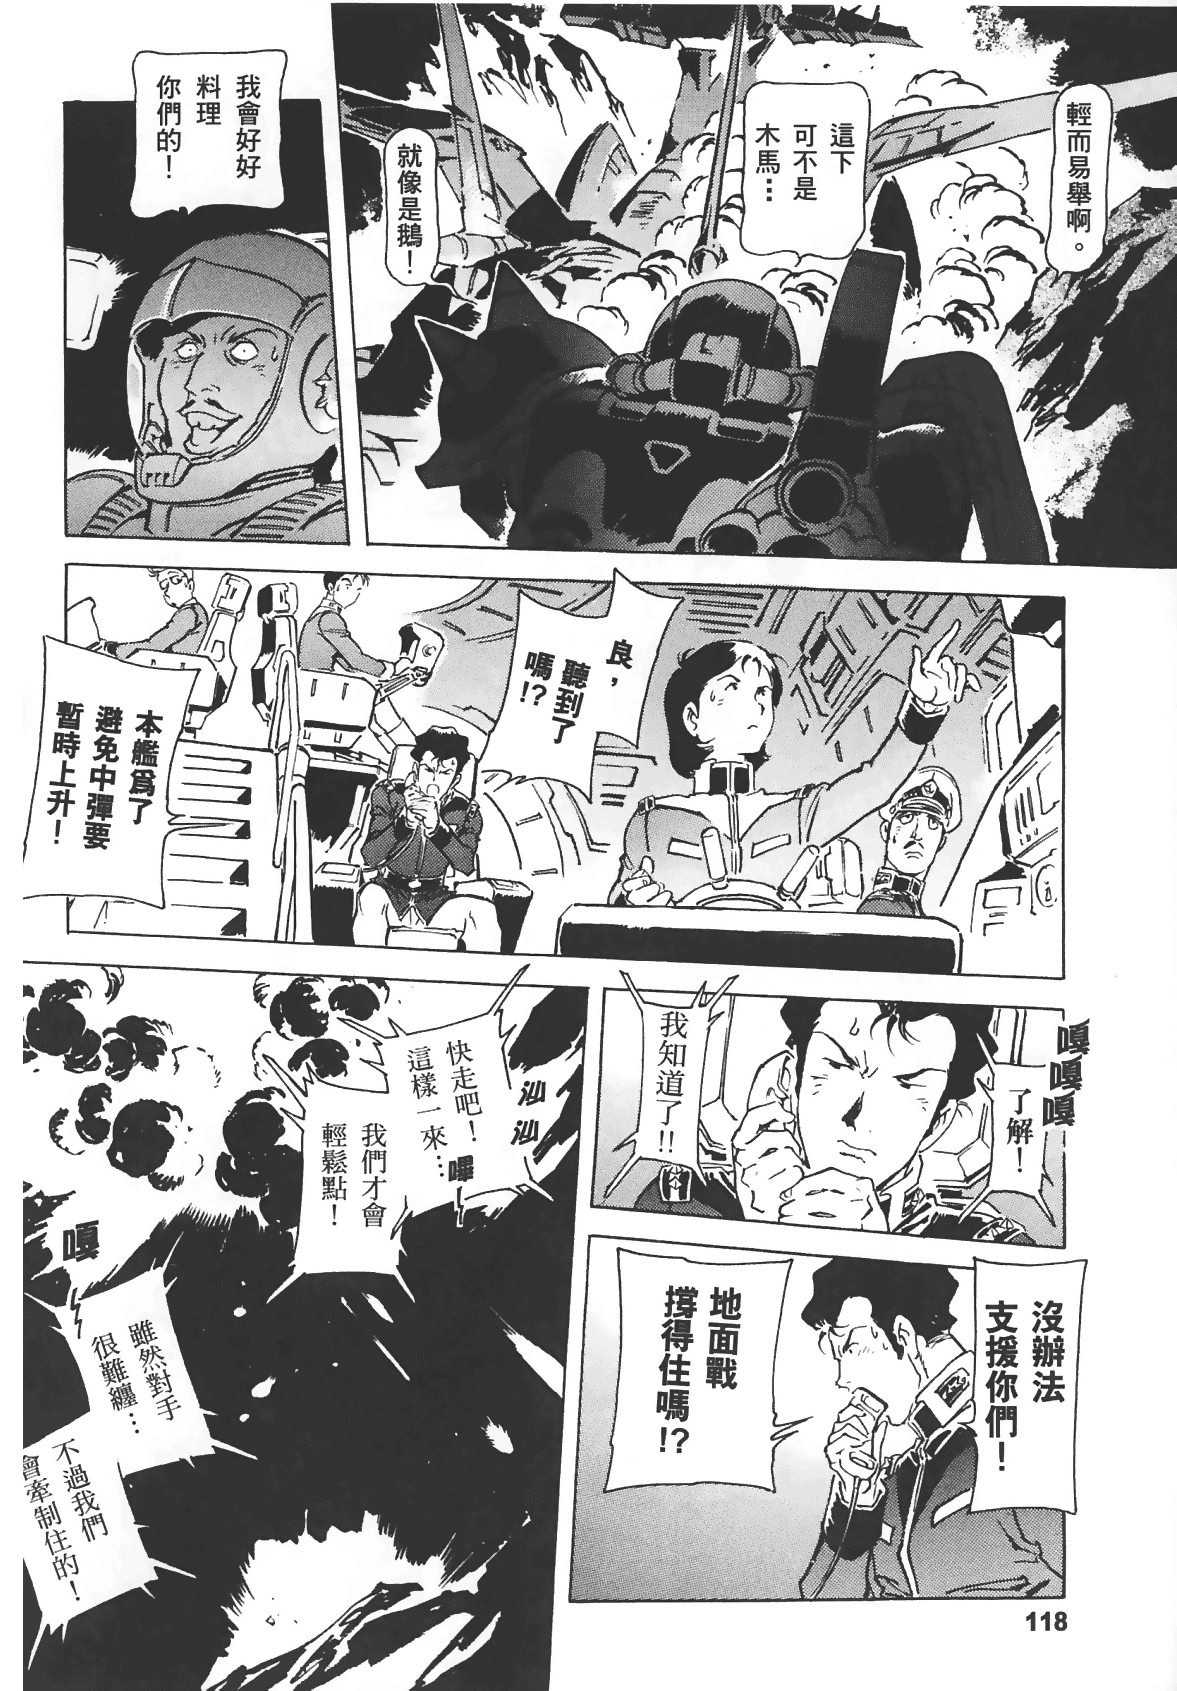 輕而易舉啊。
這下
可不是
木馬⋯
就像是鵝！
我會好好
料理
你們的！
良，
聽到了
嗎!?
本艦爲了
避免中彈要
暫時上升！
嘎嘎嘎
了解！
我知道了!!
沒辦法
支援你們！
地面戰
撐得住嗎!?
汕汕
快走吧！
這樣一來⋯
嗶！
我們才會
輕鬆點！
嘎
雖然對手
很難纏⋯
不過我們
會牽制住的！
118